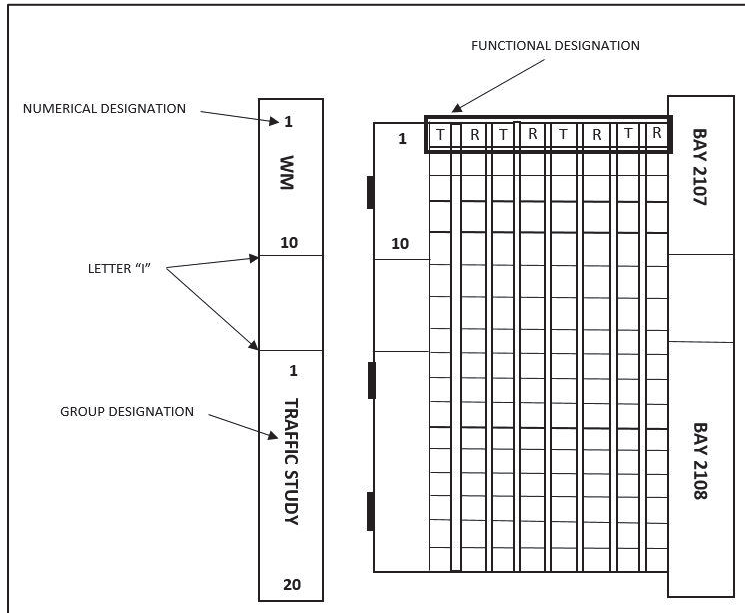 FUNCTIONAL DESIGNATION
NUMERICAL DESIGNATION
1
WM
10
LETTER “I”
1
GROUP DESIGNATION
TRAFFIC STUDY
20
1
10
T R T R T R T R
BAY 2107
BAY 2108